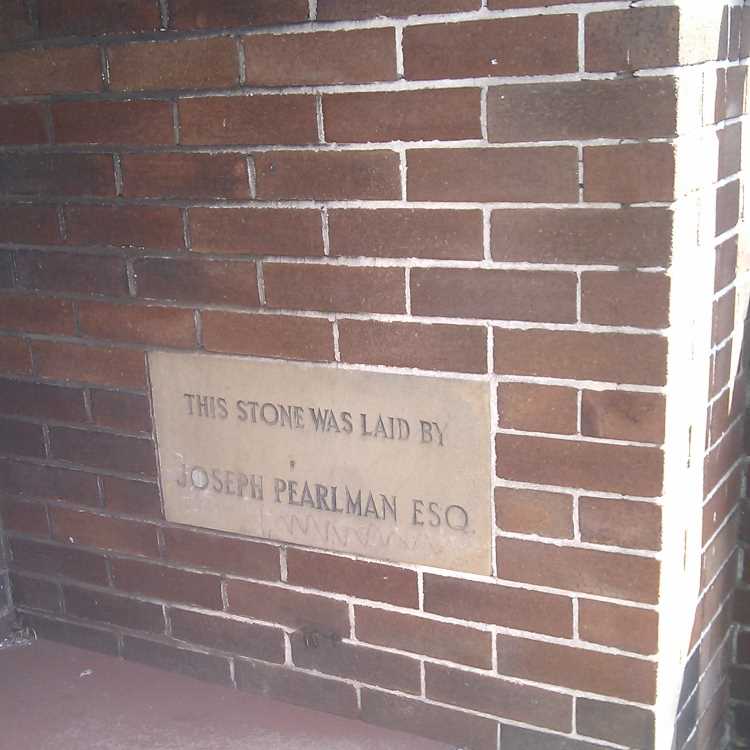 THIS STONE WAS LAID BY
JOSEPH PEARLMAN ESQ